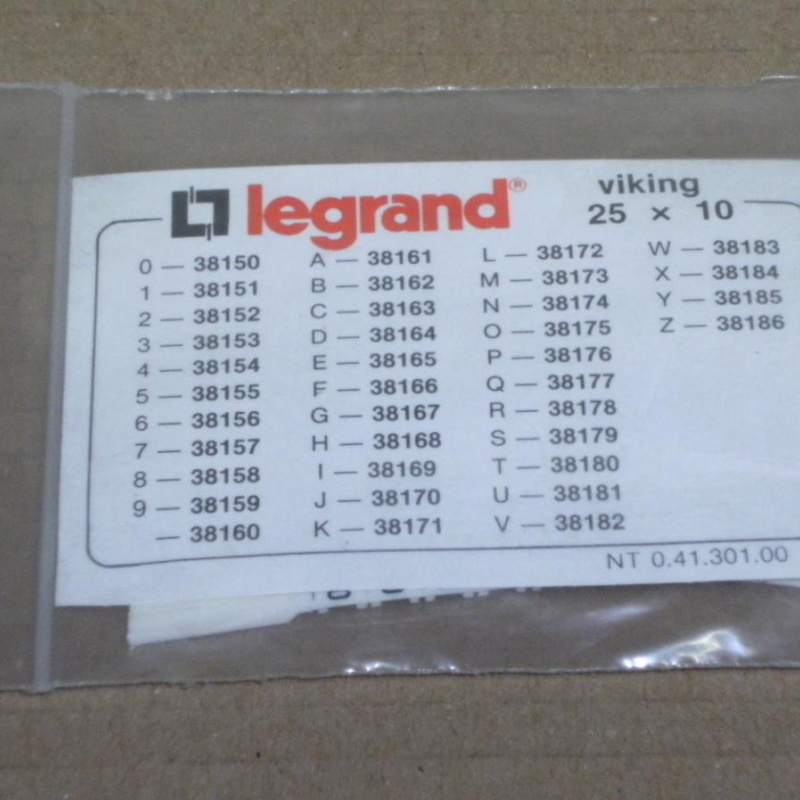 legrand®
viking
25 × 10
0 — 38150
1 — 38151
2 — 38152
3 — 38153
4 — 38154
5 — 38155
6 — 38156
7 — 38157
8 — 38158
9 — 38159
— 38160
A — 38161
B — 38162
C — 38163
D — 38164
E — 38165
F — 38166
G — 38167
H — 38168
I — 38169
J — 38170
K — 38171
L — 38172
M — 38173
N — 38174
O — 38175
P — 38176
Q — 38177
R — 38178
S — 38179
T — 38180
U — 38181
V — 38182
W — 38183
X — 38184
Y — 38185
Z — 38186
NT 0.41.301.00